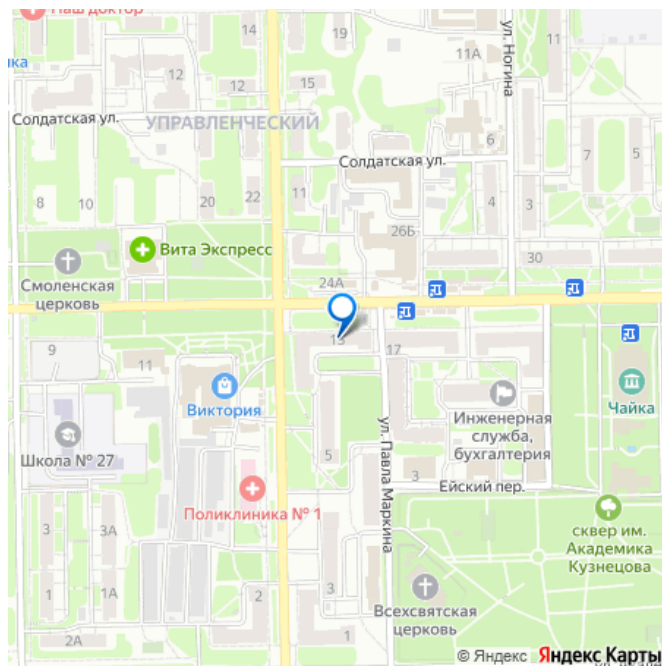 Наш доктор
19
ул. Ногина
11А
11
14
12
12
15
Солдатская ул.
УПРАВЛЕНЧЕСКИЙ
6
Солдатская ул.
7
5
8
10
20
22
11
4
3
26Б
Вита Экспресс
30
Смоленская
церковь
24А
9
11
13
17
Виктория
Чайка
Инженерная
служба,
бухгалтерия
Школа № 27
ул. Павла Маркина
5
3
Ейский пер.
Поликлиника № 1
сквер им.
Академика
Кузнецова
3
3А
1
1А
2
Всехсвятская
церковь
2А
1
© Яндекс Яндекс Карты